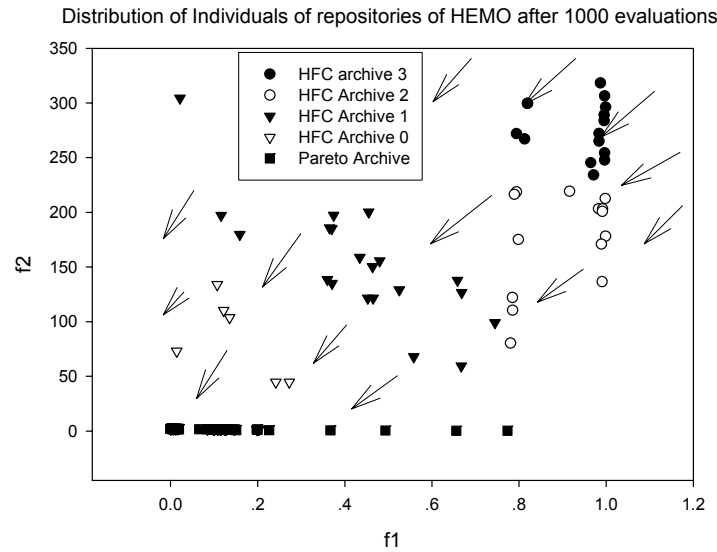 Distribution of Individuals of repositories of HEMO after 1000 evaluations
350
300
250
200
150
100
50
0
f2
HFC archive 3
HFC Archive 2
HFC Archive 1
HFC Archive 0
Pareto Archive
0.0 .2 .4 .6 .8 1.0 1.2
f1